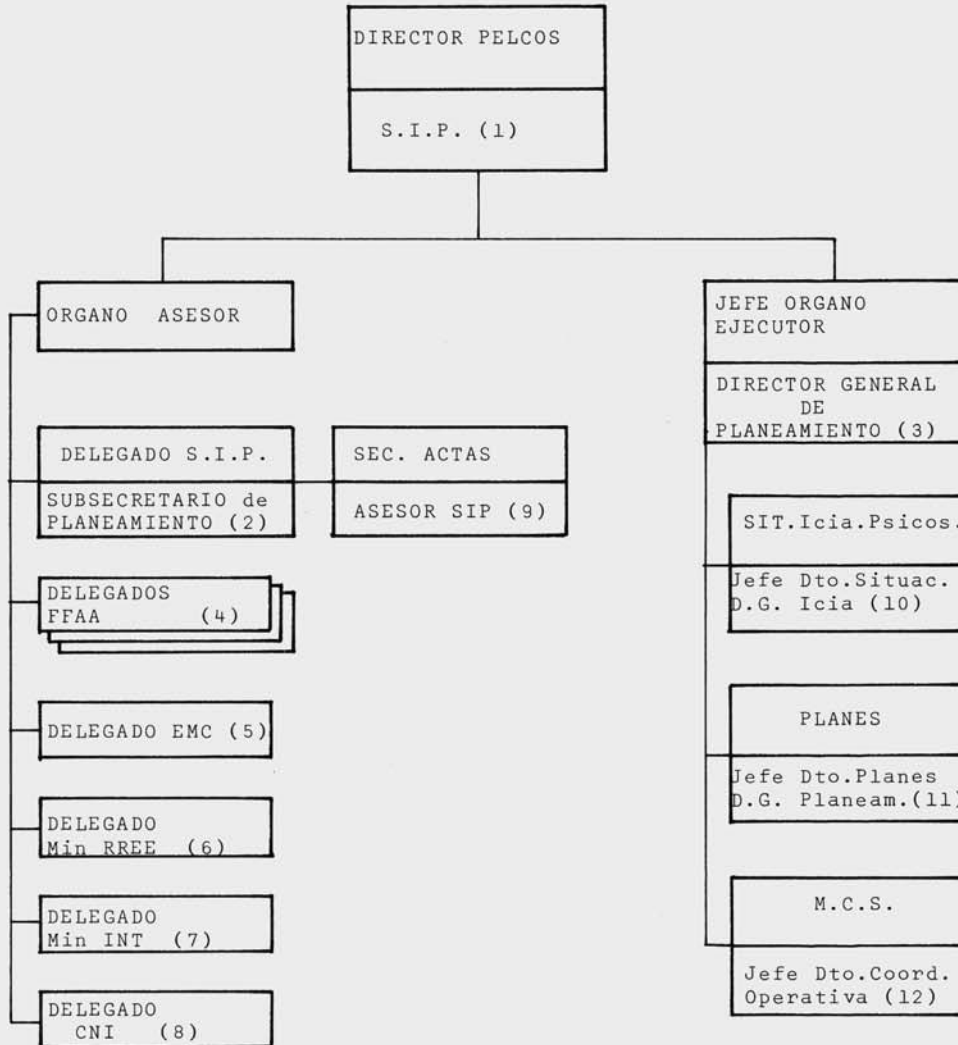 DIRECTOR PELCOS
S.I.P. (1)
ORGANO ASESOR
DELEGADO S.I.P.
SUBSECRETARIO de
PLANEAMIENTO (2)
SEC. ACTAS
ASESOR SIP (9)
DELEGADOS
FFAA (4)
DELEGADO EMC (5)
DELEGADO
Min RREE (6)
DELEGADO
Min INT (7)
DELEGADO
CNI (8)
JEFE ORGANO
EJECUTOR
DIRECTOR GENERAL
DE
PLANEAMIENTO (3)
SIT.Icia.Psicos.
Jefe Dto.Situac.
D.G. Icia (10)
PLANES
Jefe Dto.Planes
D.G. Planeam.(11)
M.C.S.
Jefe Dto.Coord.
Operativa (12)